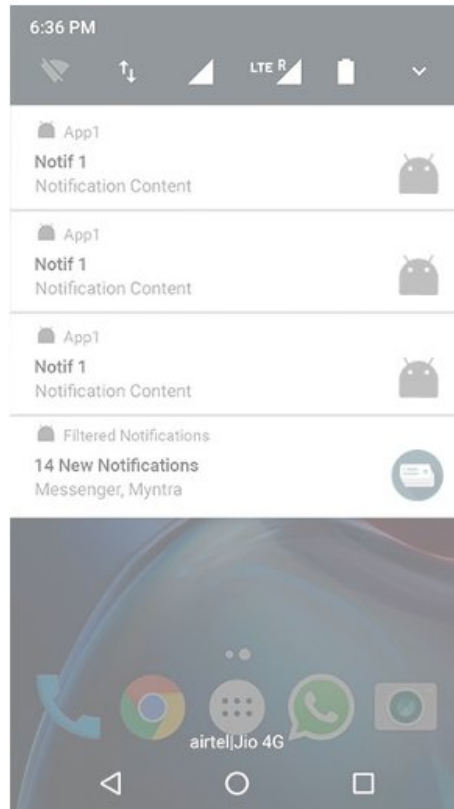 6:36 PM
LTE R
App1
Notif 1
Notification Content
App1
Notif 1
Notification Content
App1
Notif 1
Notification Content
Filtered Notifications
14 New Notifications
Messenger, Myntra
airtel|Jio 4G